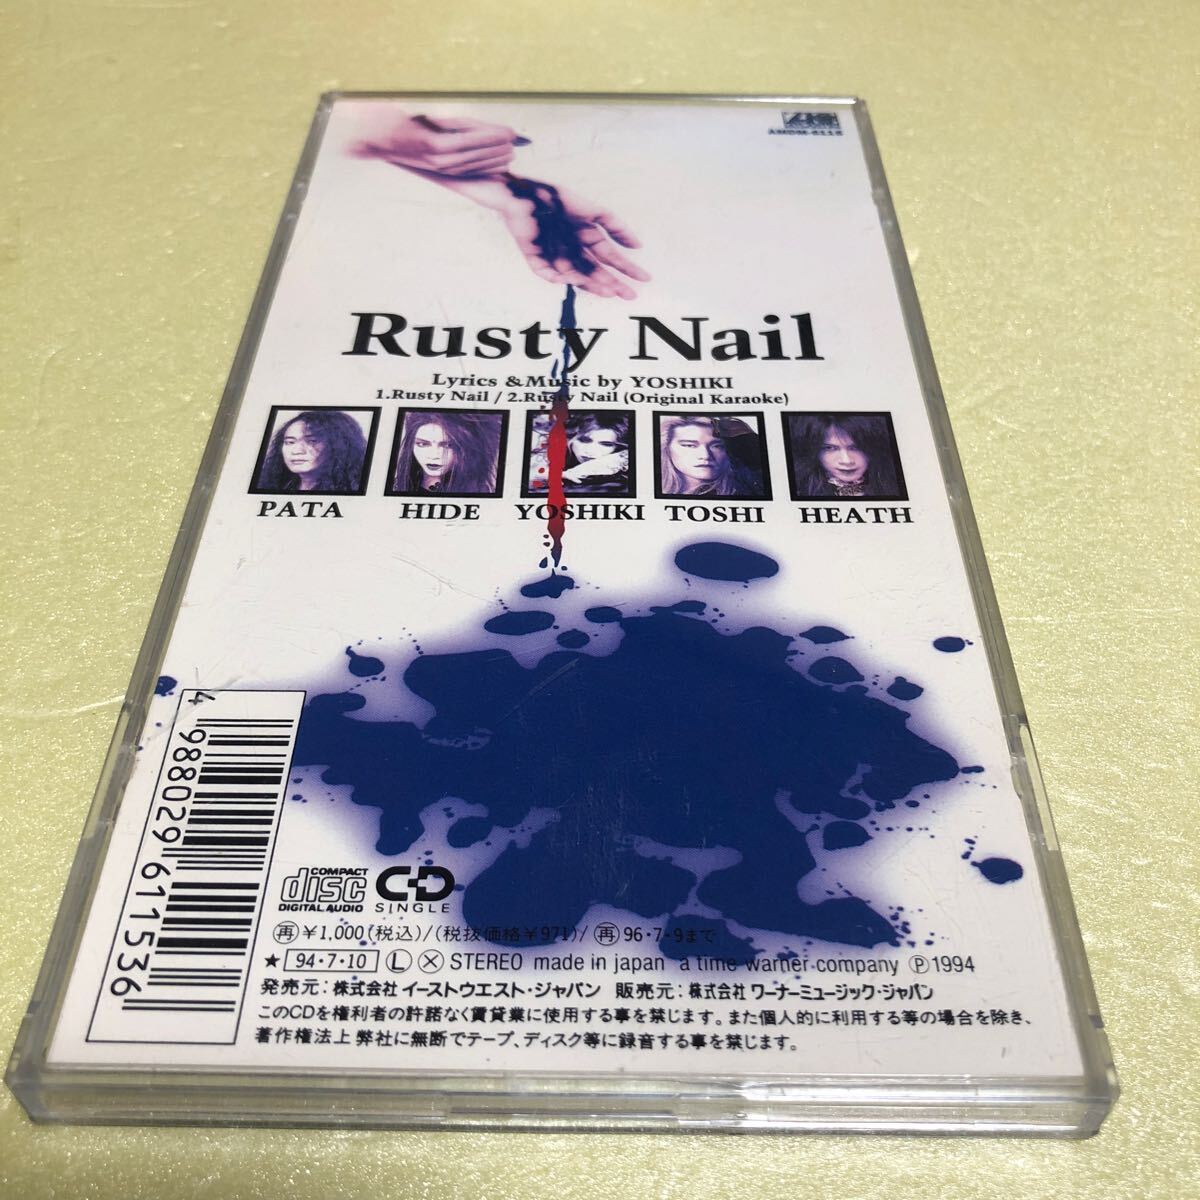 AMDM-6116
Rusty Nail
Lyrics & Music by YOSHIKI
1.Rusty Nail / 2.Rusty Nail (Original Karaoke)
PATA HIDE YOSHIKI TOSHI HEATH
4 988029 611536
COMPACT disc DIGITAL AUDIO CD SINGLE
再¥1,000(税込)/(税抜価格¥971)/再96・7・9まで
★ 94・7・10 L X STEREO made in japan a time warner company ℗1994
発売元:株式会社イーストウエスト・ジャパン 販売元:株式会社ワーナーミュージック・ジャパン
このCDを権利者の許諾なく賃貸業に使用する事を禁じます。また個人的に利用する等の場合を除き、
著作権法上弊社に無断でテープ、ディスク等に録音する事を禁じます。